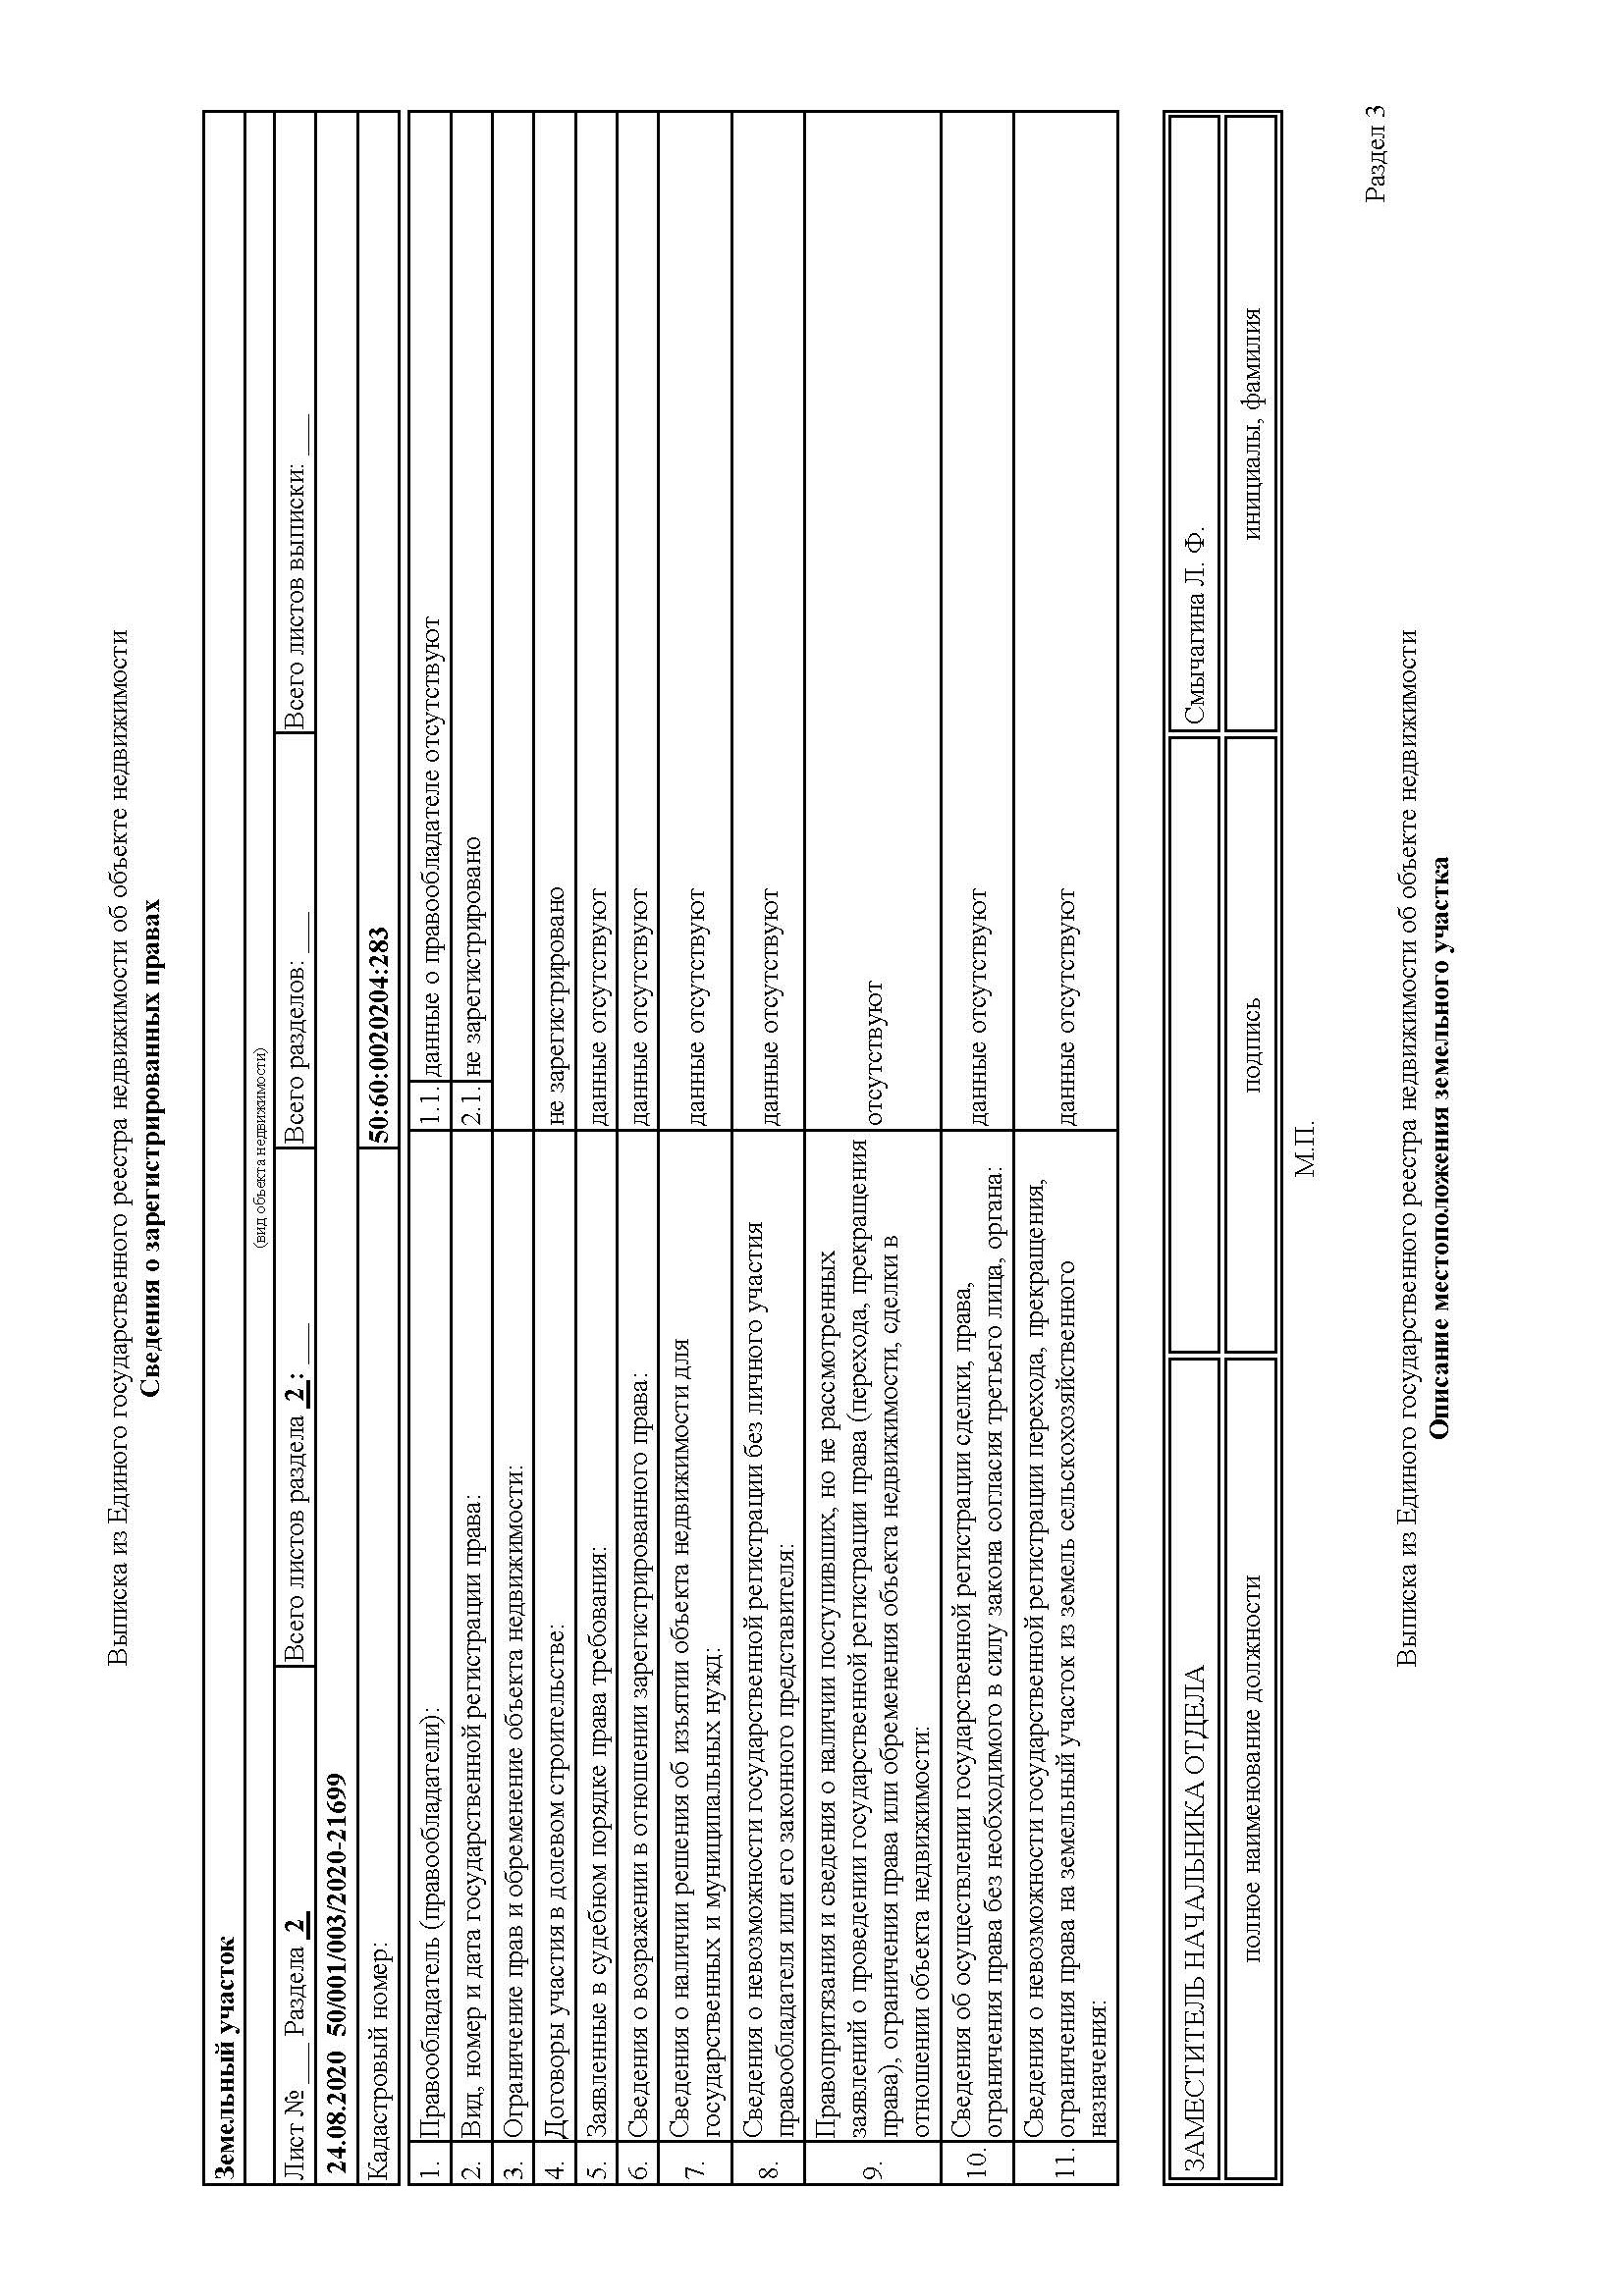 Выписка из Единого государственного реестра недвижимости об объекте недвижимости
Сведения о зарегистрированных правах
Земельный участок
(вид объекта недвижимости)
Лист № ___ Раздела 2 Всего листов раздела 2 : ___ Всего разделов: ___ Всего листов выписки: ___
24.08.2020 50/001/003/2020-21699
Кадастровый номер: 50:60:0020204:283
1. Правообладатель (правообладатели): 1.1. данные о правообладателе отсутствуют
2. Вид, номер и дата государственной регистрации права: 2.1. не зарегистрировано
3. Ограничение прав и обременение объекта недвижимости:
4. Договоры участия в долевом строительстве: не зарегистрировано
5. Заявленные в судебном порядке права требования: данные отсутствуют
6. Сведения о возражении в отношении зарегистрированного права: данные отсутствуют
7. Сведения о наличии решения об изъятии объекта недвижимости для
государственных и муниципальных нужд: данные отсутствуют
8. Сведения о невозможности государственной регистрации без личного участия
правообладателя или его законного представителя: данные отсутствуют
9. Правопритязания и сведения о наличии поступивших, но не рассмотренных
заявлений о проведении государственной регистрации права (перехода, прекращения
права), ограничения права или обременения объекта недвижимости, сделки в
отношении объекта недвижимости: отсутствуют
10. Сведения об осуществлении государственной регистрации сделки, права,
ограничения права без необходимого в силу закона согласия третьего лица, органа: данные отсутствуют
11. Сведения о невозможности государственной регистрации перехода, прекращения,
ограничения права на земельный участок из земель сельскохозяйственного
назначения: данные отсутствуют
ЗАМЕСТИТЕЛЬ НАЧАЛЬНИКА ОТДЕЛА Смычагина Л. Ф.
полное наименование должности подпись инициалы, фамилия
М.П.
Раздел 3
Выписка из Единого государственного реестра недвижимости об объекте недвижимости
Описание местоположения земельного участка